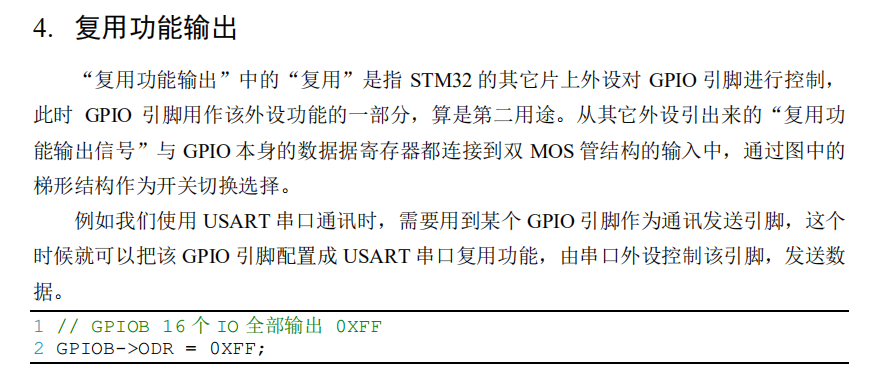 4. 复用功能输出
“复用功能输出”中的“复用”是指 STM32 的其它片上外设对 GPIO 引脚进行控制，
此时 GPIO 引脚用作该外设功能的一部分，算是第二用途。从其它外设引出来的“复用功
能输出信号”与 GPIO 本身的数据据寄存器都连接到双 MOS 管结构的输入中，通过图中的
梯形结构作为开关切换选择。
例如我们使用 USART 串口通讯时，需要用到某个 GPIO 引脚作为通讯发送引脚，这个
时候就可以把该 GPIO 引脚配置成 USART 串口复用功能，由串口外设控制该引脚，发送数
据。
1 // GPIOB 16 个 IO 全部输出 0XFF
2 GPIOB->ODR = 0XFF;